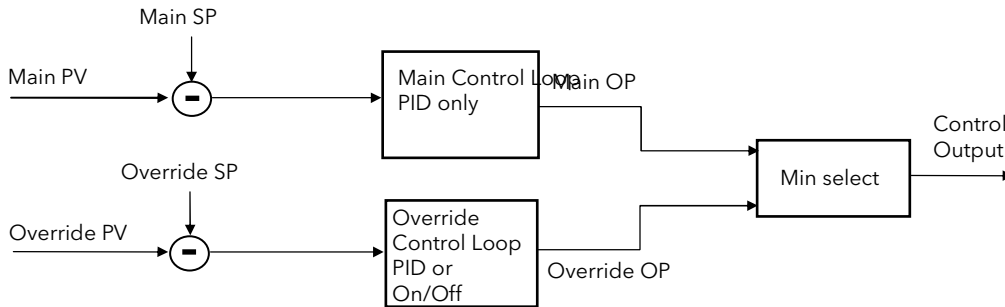 Main SP
Main PV
Main Control Loop
PID only
Main OP
Control
Output
Min select
Override SP
Override PV
Override
Control Loop
PID or
On/Off
Override OP